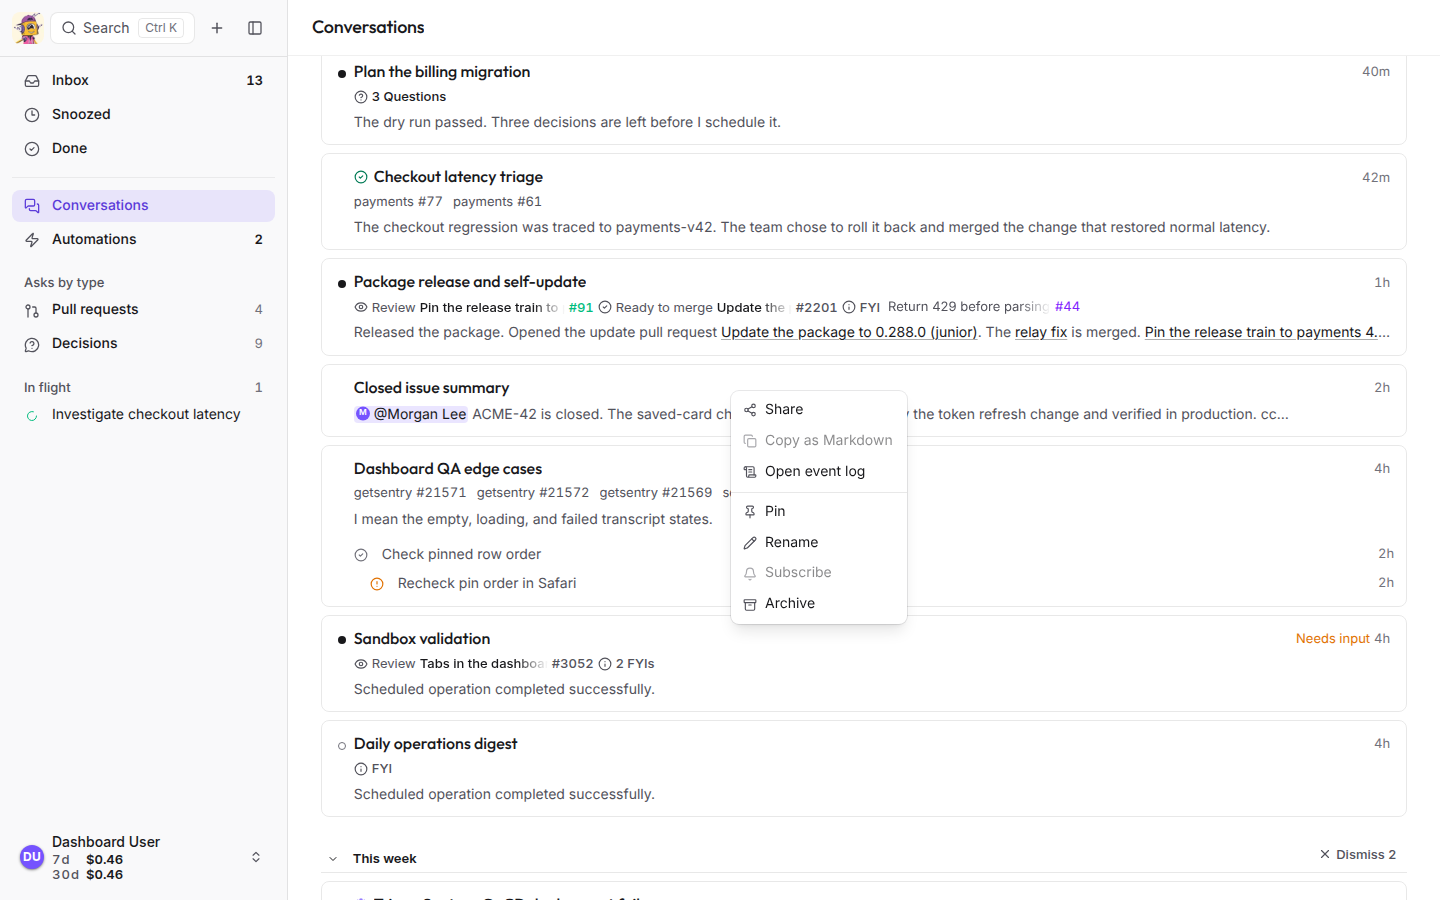 Search Ctrl K
Conversations
Inbox 13
Snoozed
Done
Conversations
Automations 2
Asks by type
Pull requests 4
Decisions 9
In flight 1
Investigate checkout latency
Dashboard User
7d $0.46
30d $0.46
DU
Plan the billing migration 40m
3 Questions
The dry run passed. Three decisions are left before I schedule it.
Checkout latency triage 42m
payments #77 payments #61
The checkout regression was traced to payments-v42. The team chose to roll it back and merged the change that restored normal latency.
Package release and self-update 1h
Review Pin the release train to #91 Ready to merge Update the #2201 FYI Return 429 before parsing #44
Released the package. Opened the update pull request Update the package to 0.288.0 (junior). The relay fix is merged. Pin the release train to payments 4....
Closed issue summary 2h
M @Morgan Lee ACME-42 is closed. The saved-card ch
the token refresh change and verified in production. cc...
Dashboard QA edge cases 4h
getsentry #21571 getsentry #21572 getsentry #21569
I mean the empty, loading, and failed transcript states.
Check pinned row order 2h
Recheck pin order in Safari 2h
Share
Copy as Markdown
Open event log
Pin
Rename
Subscribe
Archive
Sandbox validation Needs input 4h
Review Tabs in the dashboa #3052 2 FYIs
Scheduled operation completed successfully.
Daily operations digest 4h
FYI
Scheduled operation completed successfully.
This week Dismiss 2